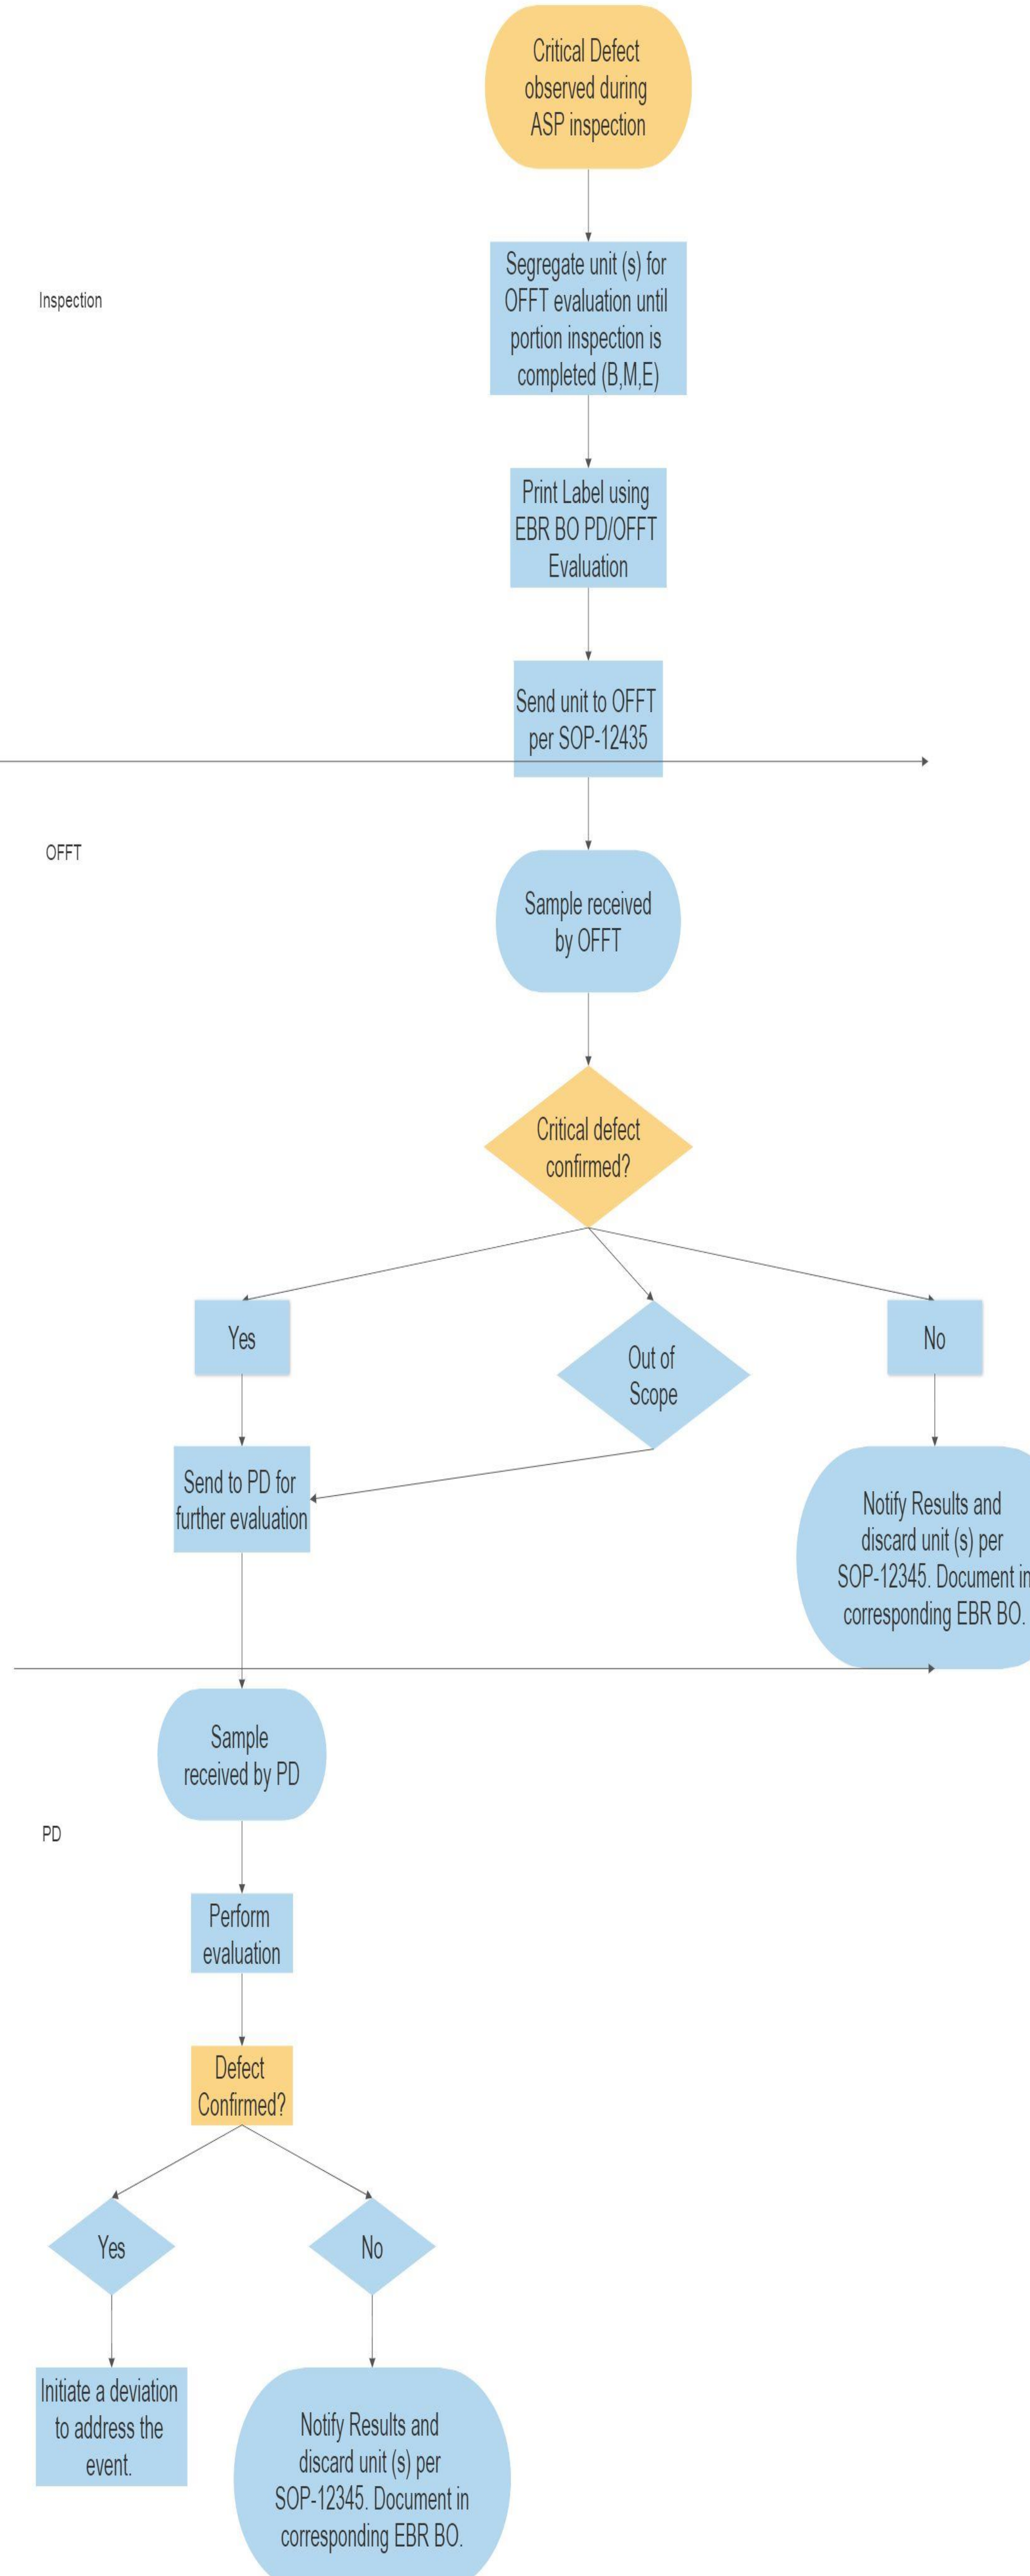 Critical Defect
observed during
ASP inspection
Inspection
Segregate unit (s) for
OFFT evaluation until
portion inspection is
completed (B,M,E)
Print Label using
EBR BO PD/OFFT
Evaluation
Send unit to OFFT
per SOP-12435
OFFT
Sample received
by OFFT
Critical defect
confirmed?
Yes
Out of
Scope
No
Send to PD for
further evaluation
Notify Results and
discard unit (s) per
SOP-12345. Document in
corresponding EBR BO.
Sample
received by PD
PD
Perform
evaluation
Defect
Confirmed?
Yes
No
Initiate a deviation
to address the
event.
Notify Results and
discard unit (s) per
SOP-12345. Document in
corresponding EBR BO.